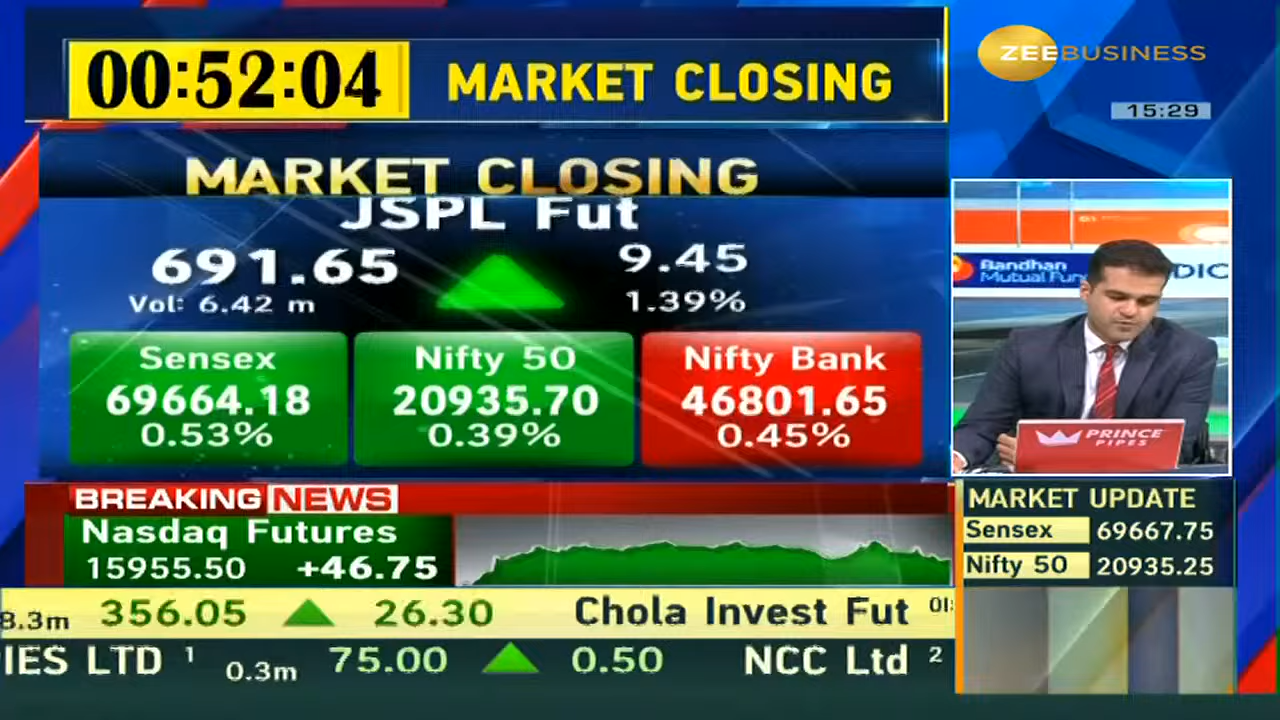 00:52:04
MARKET CLOSING
ZEEBUSINESS
15:29
MARKET CLOSING
JSPL Fut
691.65
9.45
Vol: 6.42 m
1.39%
Sensex
69664.18
0.53%
Nifty 50
20935.70
0.39%
Nifty Bank
46801.65
0.45%
Bandhan
Mutual Fun
DIC
PRINCE
PIPES
BREAKING NEWS
Nasdaq Futures
15955.50 +46.75
MARKET UPDATE
Sensex 69667.75
Nifty 50 20935.25
8.3m 356.05 26.30 Chola Invest Fut
IES LTD 1 0.3m 75.00 0.50 NCC Ltd 2